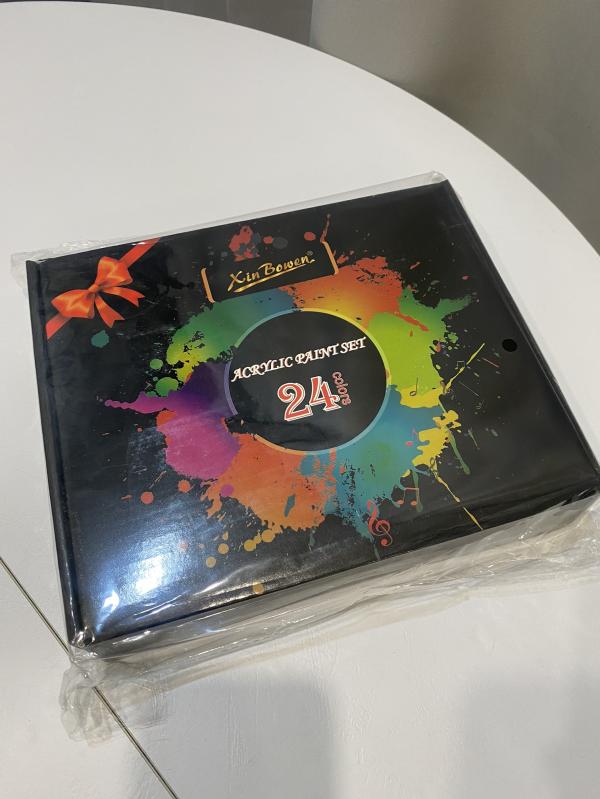 XinBowen®
ACRYLIC PAINT SET
24 colors